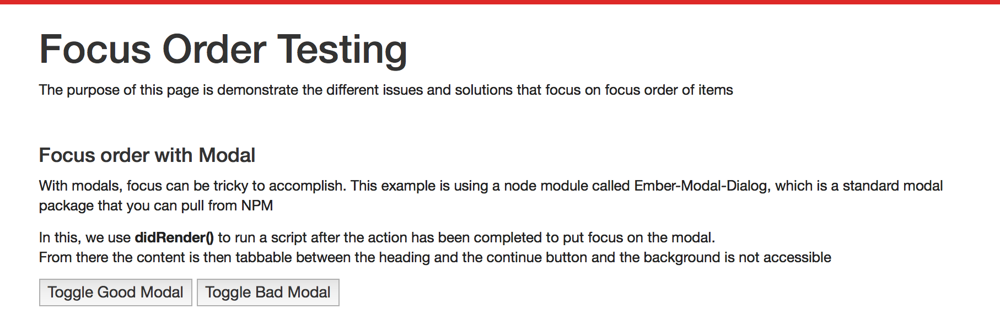 Focus Order Testing
The purpose of this page is demonstrate the different issues and solutions that focus on focus order of items
Focus order with Modal
With modals, focus can be tricky to accomplish. This example is using a node module called Ember-Modal-Dialog, which is a standard modal
package that you can pull from NPM
In this, we use didRender() to run a script after the action has been completed to put focus on the modal.
From there the content is then tabbable between the heading and the continue button and the background is not accessible
Toggle Good Modal Toggle Bad Modal